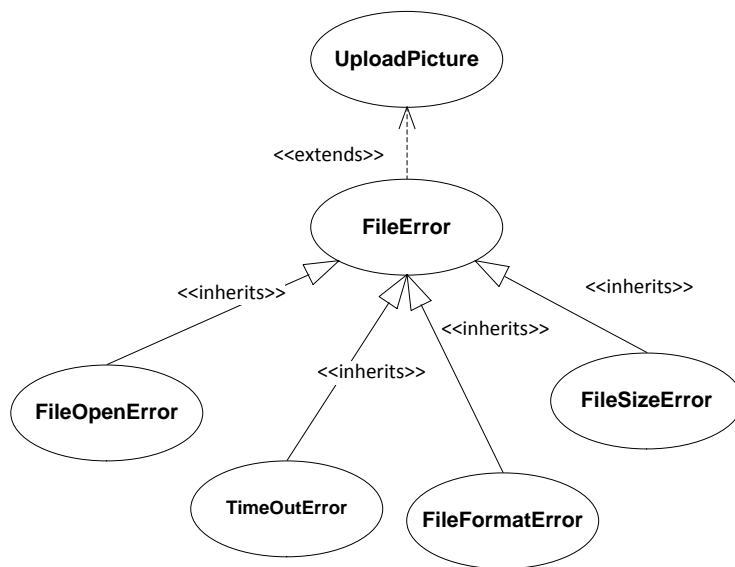 UploadPicture
<<extends>>
FileError
<<inherits>>
<<inherits>>
<<inherits>>
<<inherits>>
FileOpenError
FileSizeError
TimeOutError
FileFormatError